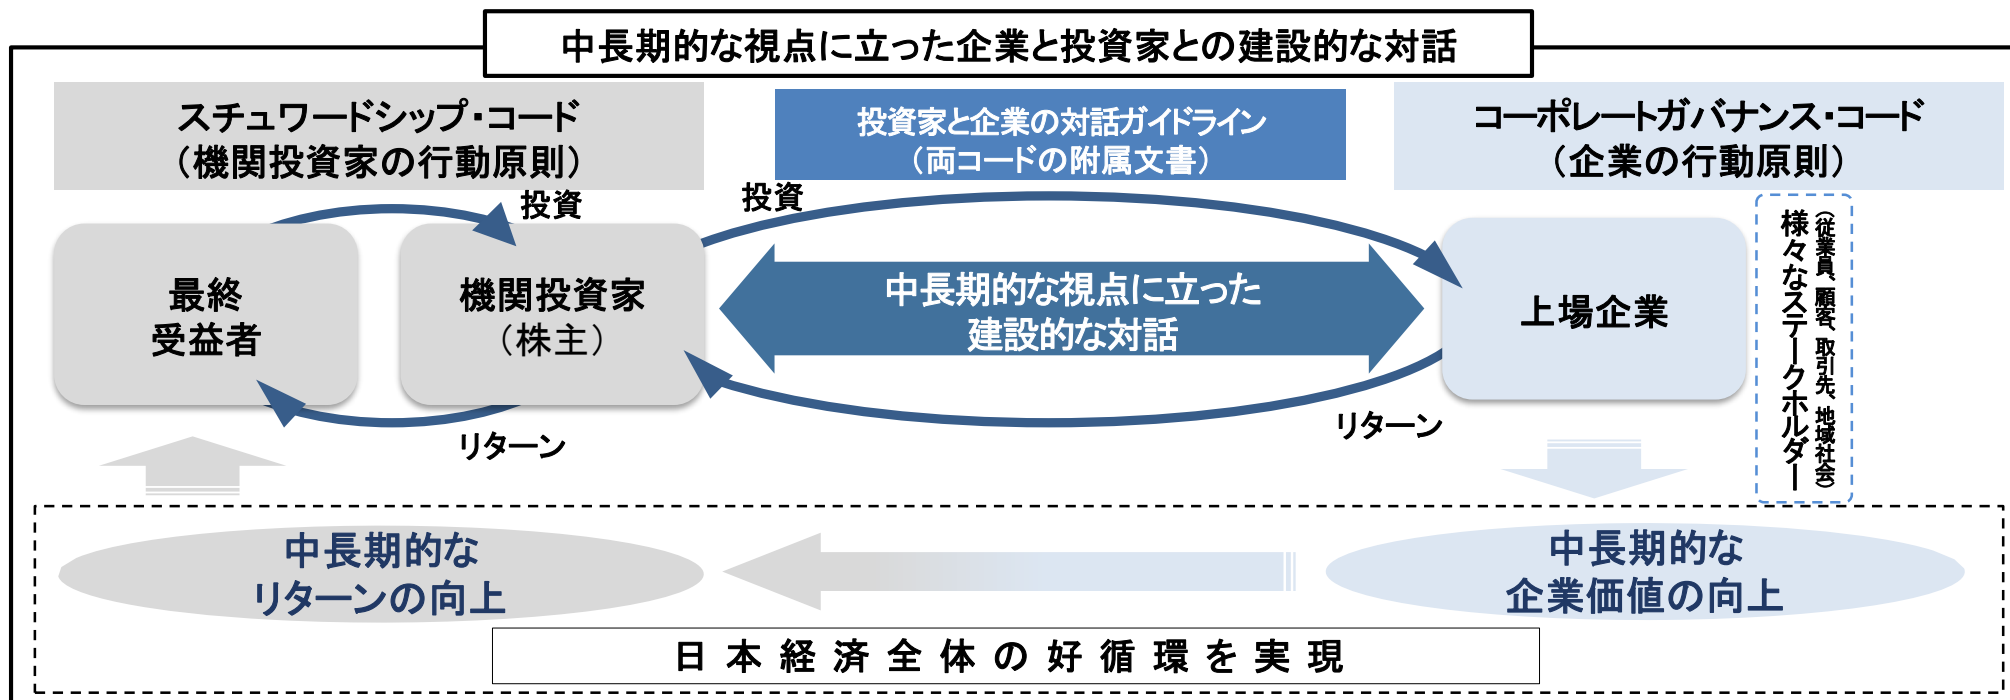 中長期的な視点に立った企業と投資家との建設的な対話
スチュワードシップ・コード
（機関投資家の行動原則）
投資家と企業の対話ガイドライン
（両コードの附属文書）
コーポレートガバナンス・コード
（企業の行動原則）
投資
投資
最終
受益者
機関投資家
（株主）
中長期的な視点に立った
建設的な対話
上場企業
様々なステークホルダー
（従業員、顧客、取引先、地域社会）
リターン
リターン
中長期的な
リターンの向上
中長期的な
企業価値の向上
日本経済全体の好循環を実現